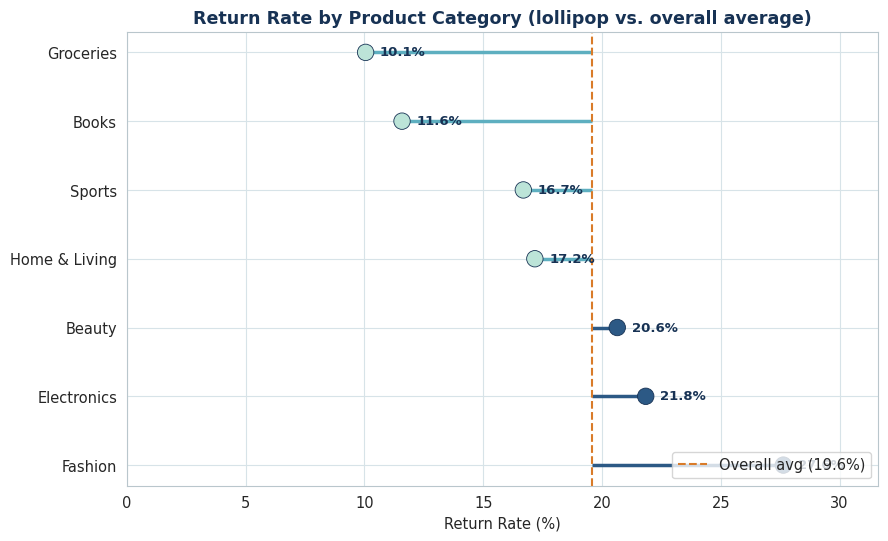 Return Rate by Product Category (lollipop vs. overall average)
Groceries
10.1%
Books
11.6%
Sports
16.7%
Home & Living
17.2%
Beauty
20.6%
Electronics
21.8%
Fashion
Overall avg (19.6%)
0 5 10 15 20 25 30
Return Rate (%)